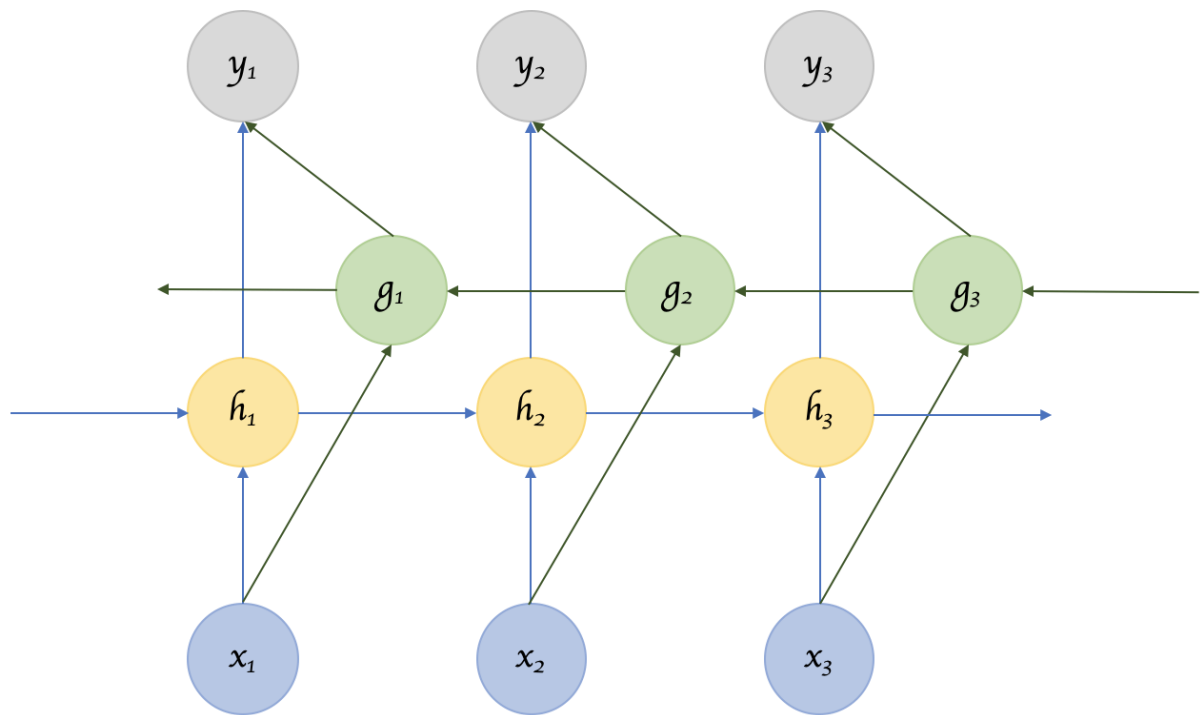 y₁ y₂ y₃
g₁ g₂ g₃
h₁ h₂ h₃
x₁ x₂ x₃